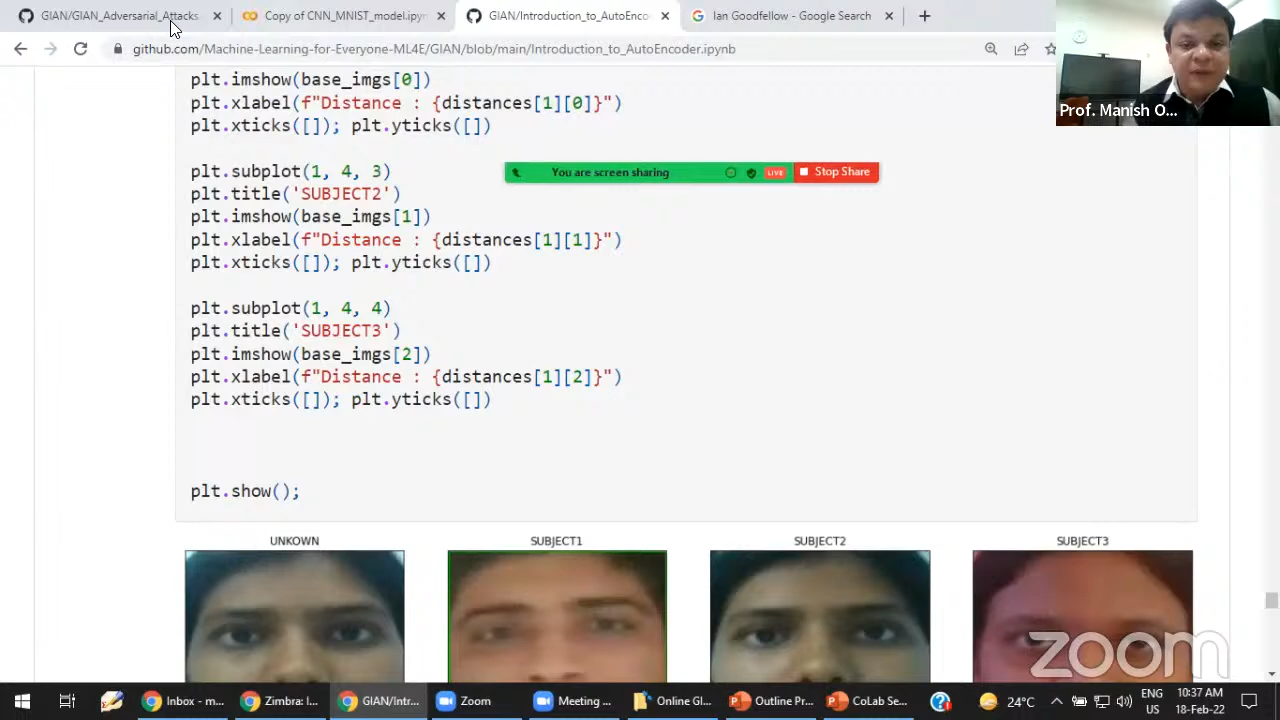 GIAN/GIAN_Adversarial_Attacks.
Copy of CNN_MNIST_model.ipyn
GIAN/Introduction_to_AutoEncod
Ian Goodfellow - Google Search
github.com/Machine-Learning-for-Everyone-ML4E/GIAN/blob/main/Introduction_to_AutoEncoder.ipynb
Prof. Manish O...
plt.imshow(base_imgs[0])
plt.xlabel(f"Distance : {distances[1][0]}")
plt.xticks([]); plt.yticks([])
You are screen sharing
LIVE
Stop Share
plt.subplot(1, 4, 3)
plt.title('SUBJECT2')
plt.imshow(base_imgs[1])
plt.xlabel(f"Distance : {distances[1][1]}")
plt.xticks([]); plt.yticks([])
plt.subplot(1, 4, 4)
plt.title('SUBJECT3')
plt.imshow(base_imgs[2])
plt.xlabel(f"Distance : {distances[1][2]}")
plt.xticks([]); plt.yticks([])
plt.show();
UNKOWN
SUBJECT1
SUBJECT2
SUBJECT3
zoom
Inbox - m...
Zimbra: I...
GIAN/Intr...
Zoom
Meeting ...
Online GI...
Outline Pr...
CoLab Se...
24°C
ENG
US
10:37 AM
18-Feb-22